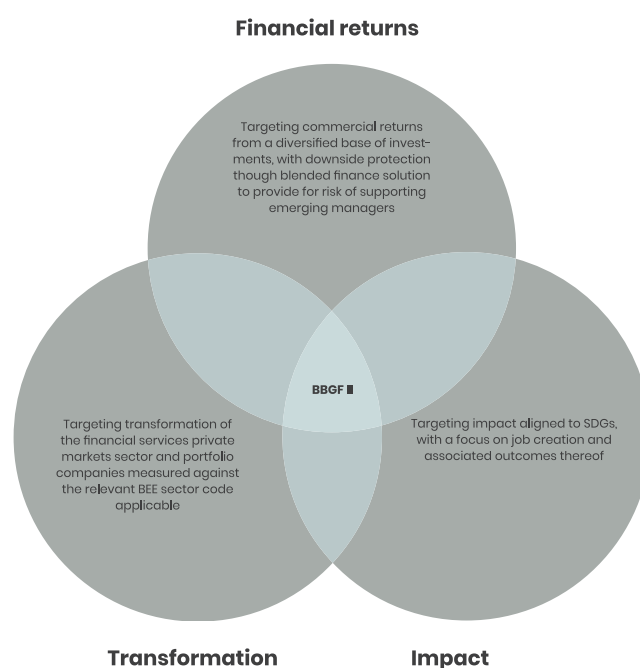 Financial returns
Targeting commercial returns
from a diversified base of invest-
ments, with downside protection
though blended finance solution
to provide for risk of supporting
emerging managers
BBGF II
Targeting transformation of
the financial services private
markets sector and portfolio
companies measured against
the relevant BEE sector code
applicable
Targeting impact aligned to SDGs,
with a focus on job creation and
associated outcomes thereof
Transformation
Impact